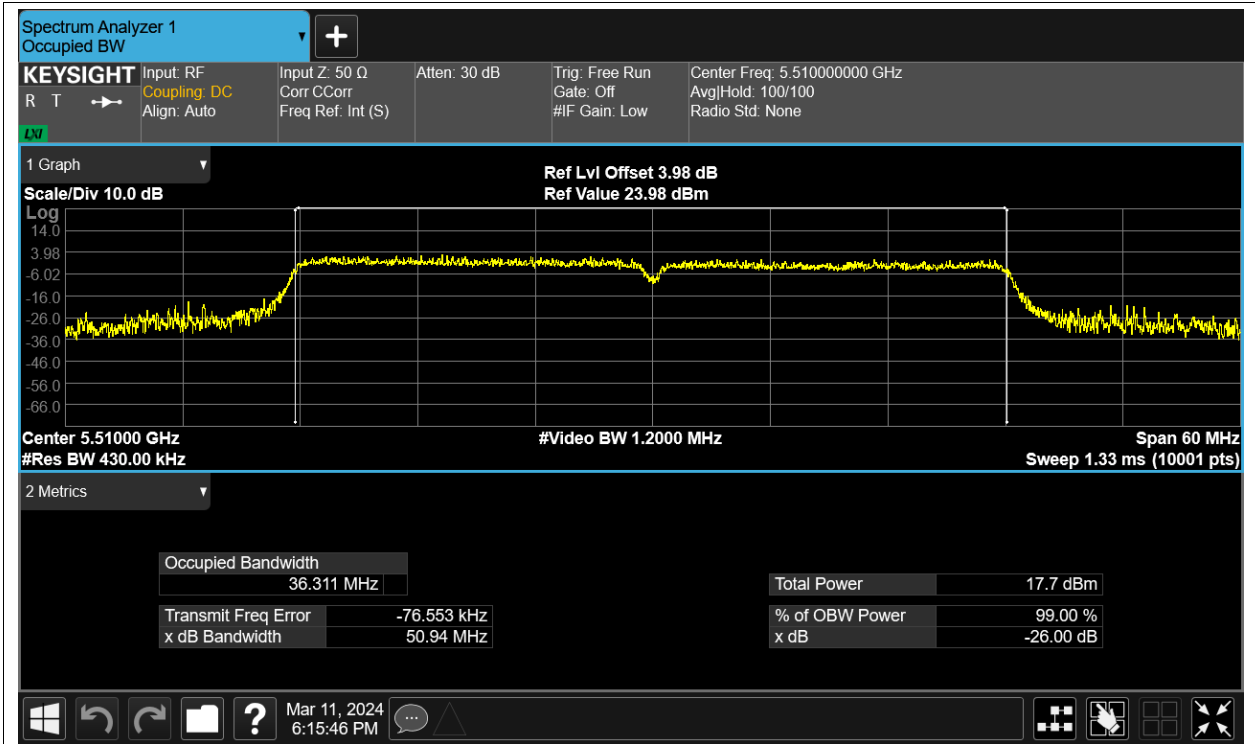 Spectrum Analyzer 1
Occupied BW
▼
+
KEYSIGHT Input: RF Input Z: 50 Ω Atten: 30 dB Trig: Free Run Center Freq: 5.510000000 GHz
R T Coupling: DC Corr CCorr Gate: Off Avg|Hold: 100/100
Align: Auto Freq Ref: Int (S) #IF Gain: Low Radio Std: None
LXI
1 Graph ▼ Ref Lvl Offset 3.98 dB
Scale/Div 10.0 dB Ref Value 23.98 dBm
Log
14.0
3.98
-6.02
-16.0
-26.0
-36.0
-46.0
-56.0
-66.0
Center 5.51000 GHz #Video BW 1.2000 MHz Span 60 MHz
#Res BW 430.00 kHz Sweep 1.33 ms (10001 pts)
2 Metrics ▼
Occupied Bandwidth
36.311 MHz Total Power 17.7 dBm
Transmit Freq Error -76.553 kHz % of OBW Power 99.00 %
x dB Bandwidth 50.94 MHz x dB -26.00 dB
? Mar 11, 2024
6:15:46 PM